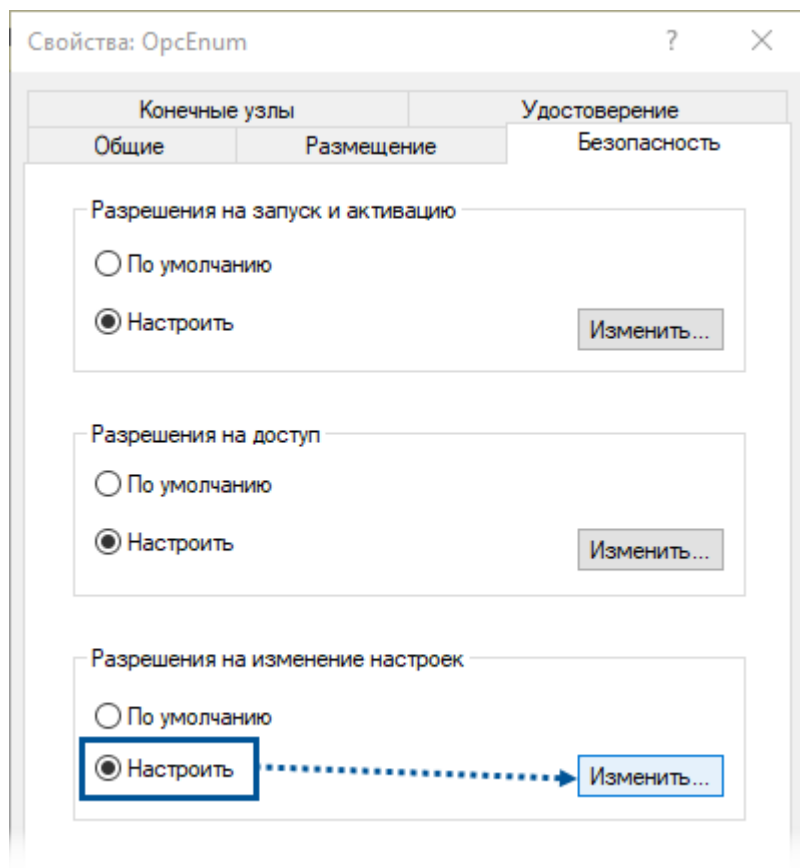 Свойства: OpcEnum
?
Конечные узлы Удостоверение
Общие Размещение Безопасность
Разрешения на запуск и активацию
По умолчанию
Настроить Изменить...
Разрешения на доступ
По умолчанию
Настроить Изменить...
Разрешения на изменение настроек
По умолчанию
Настроить Изменить...